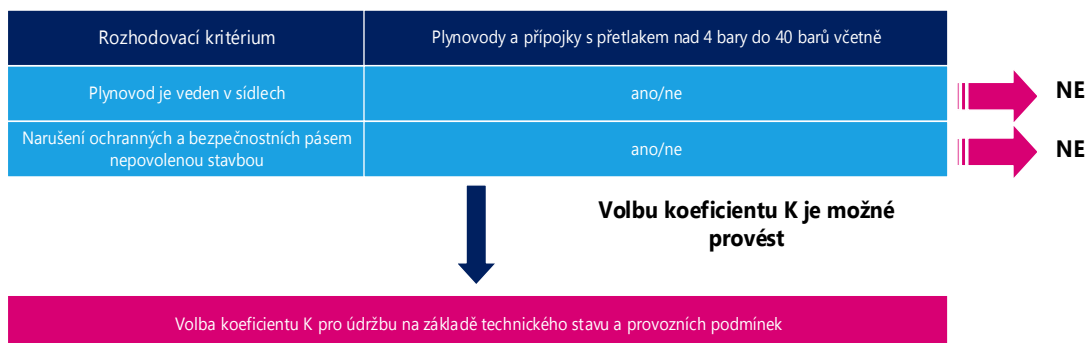 Rozhodovací kritérium
Plynovody a přípojky s přetlakem nad 4 bary do 40 barů včetně
Plynovod je veden v sídlech
ano/ne
NE
Narušení ochranných a bezpečnostních pásem
nepovolenou stavbou
ano/ne
NE
Volbu koeficientu K je možné
provést
Volba koeficientu K pro údržbu na základě technického stavu a provozních podmínek